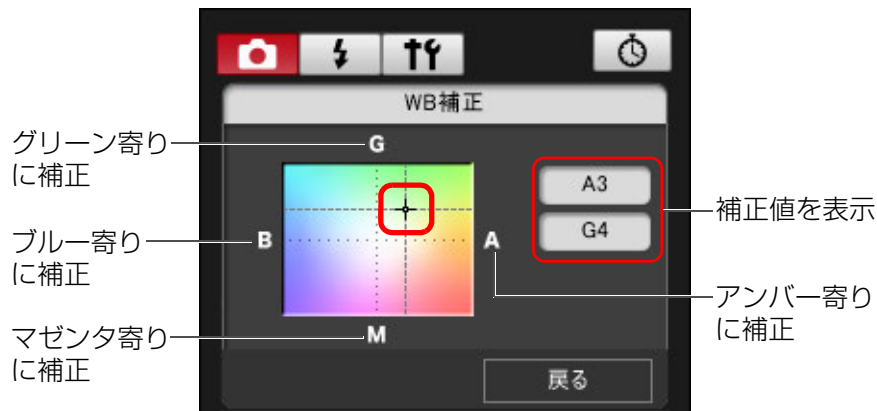 WB補正
グリーン寄り
に補正
G
A3
補正値を表示
G4
ブルー寄り
に補正
B
A
アンバー寄り
に補正
マゼンタ寄り
に補正
M
戻る